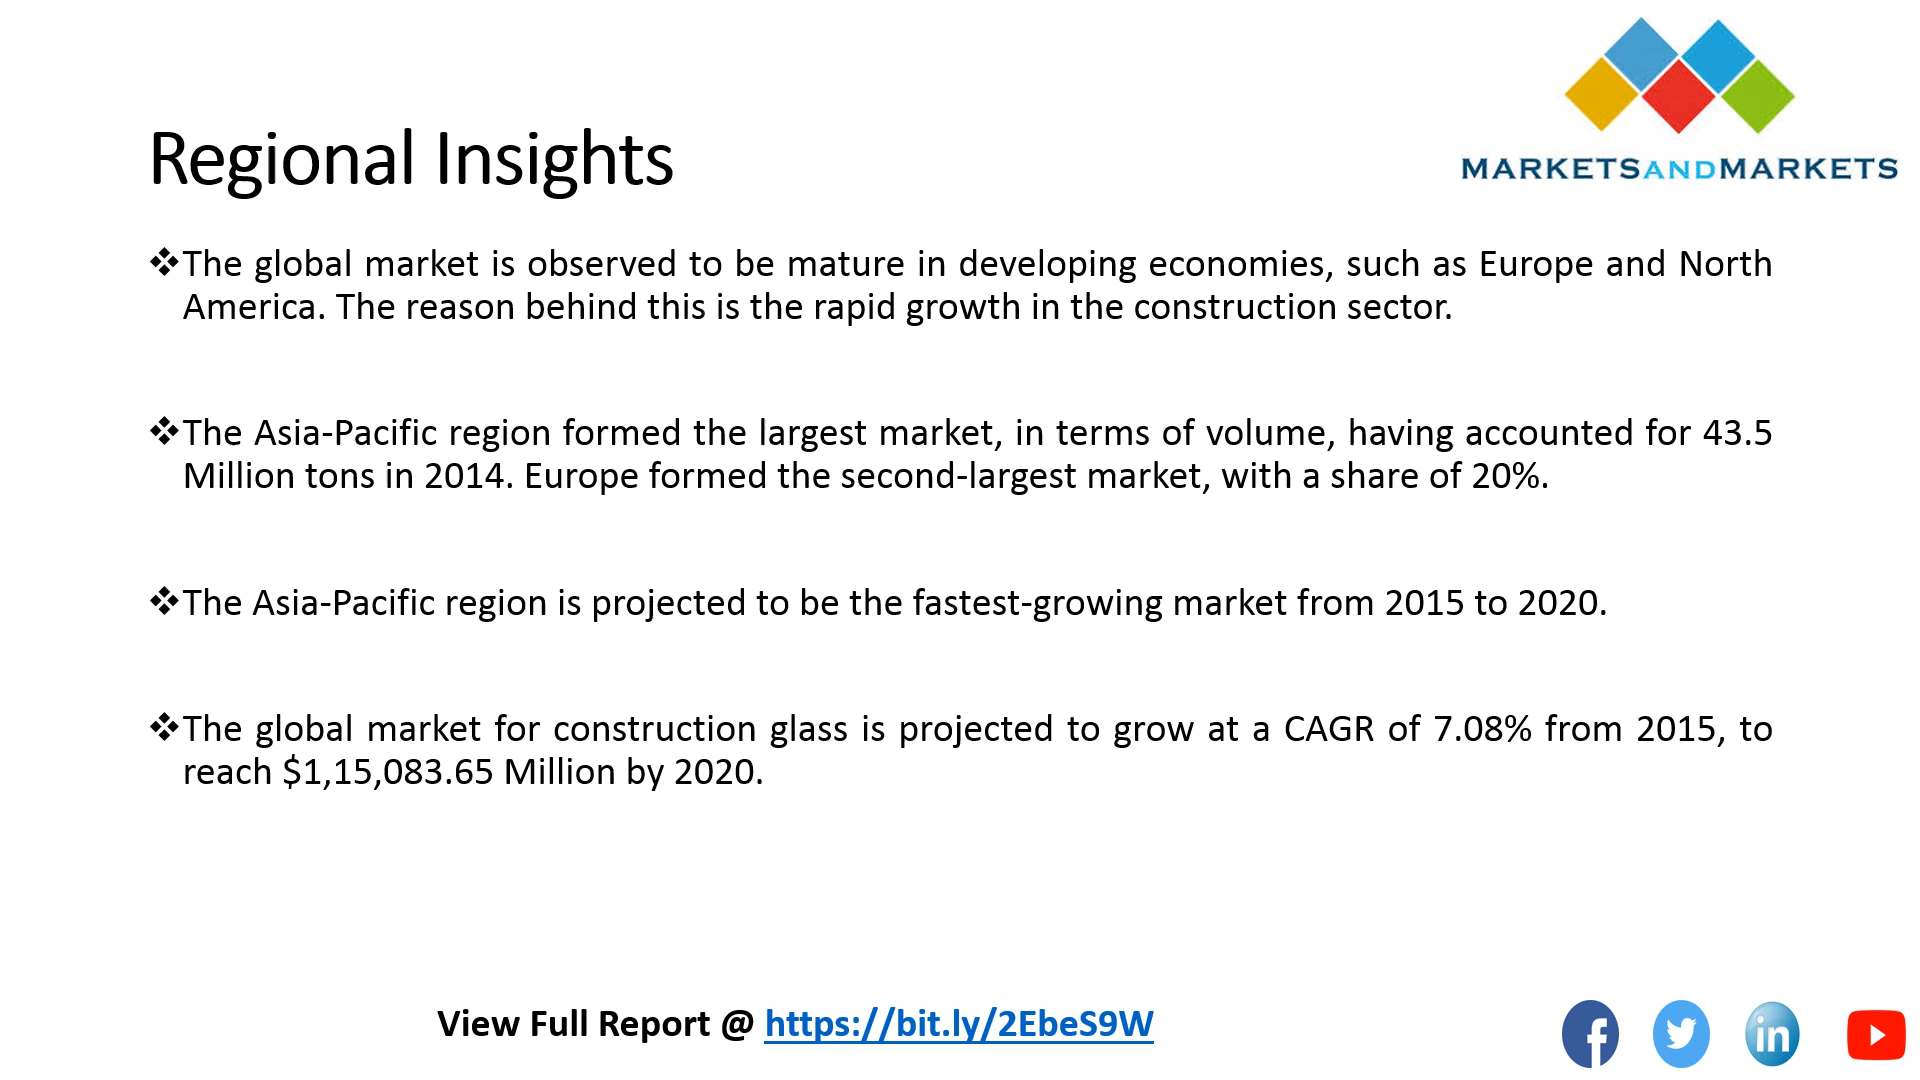 MARKETSANDMARKETS
Regional Insights
❖The global market is observed to be mature in developing economies, such as Europe and North
America. The reason behind this is the rapid growth in the construction sector.
❖The Asia-Pacific region formed the largest market, in terms of volume, having accounted for 43.5
Million tons in 2014. Europe formed the second-largest market, with a share of 20%.
❖The Asia-Pacific region is projected to be the fastest-growing market from 2015 to 2020.
❖The global market for construction glass is projected to grow at a CAGR of 7.08% from 2015, to
reach $1,15,083.65 Million by 2020.
View Full Report @ https://bit.ly/2EbeS9W
f
in